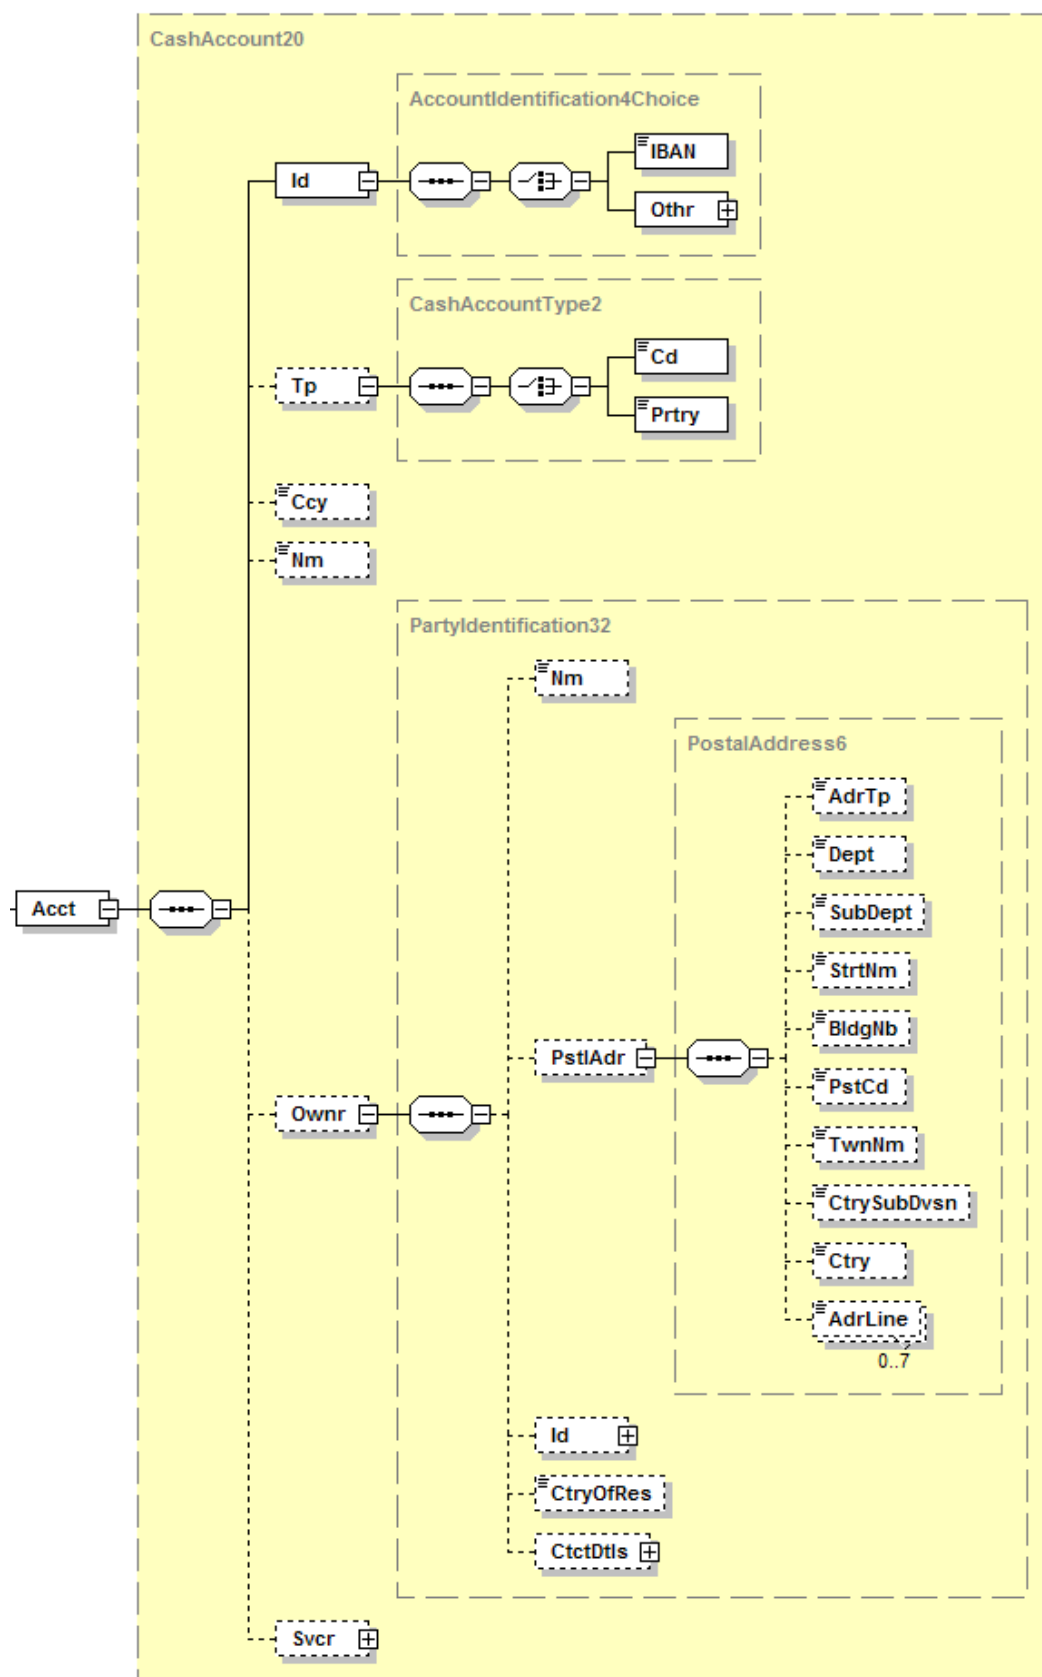 CashAccount20
AccountIdentification4Choice
IBAN
Id
Othr
CashAccountType2
Cd
Tp
Prtry
Ccy
Nm
PartyIdentification32
Nm
PostalAddress6
AdrTp
Dept
Acct
SubDept
StrtNm
BldgNb
PstlAdr
PstCd
Ownr
TwnNm
CtrySubDvsn
Ctry
AdrLine
0..7
Id
CtryOfRes
CtctDtls
Svcr